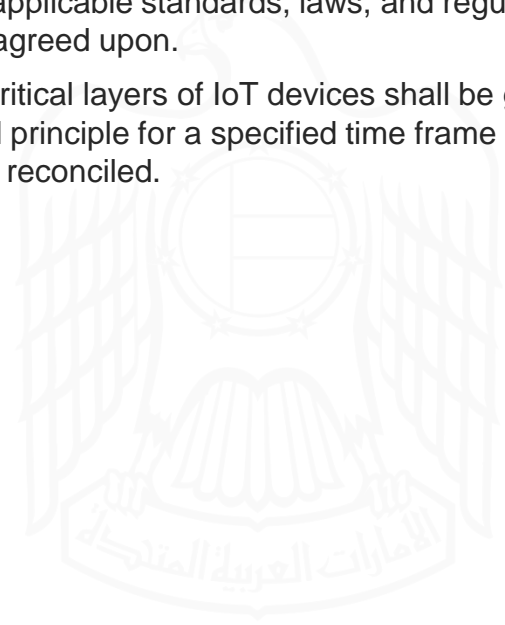 applicable standards, laws, and regu
agreed upon.
ritical layers of IoT devices shall be
principle for a specified time frame
reconciled.
الإمارات العربية المتحدة